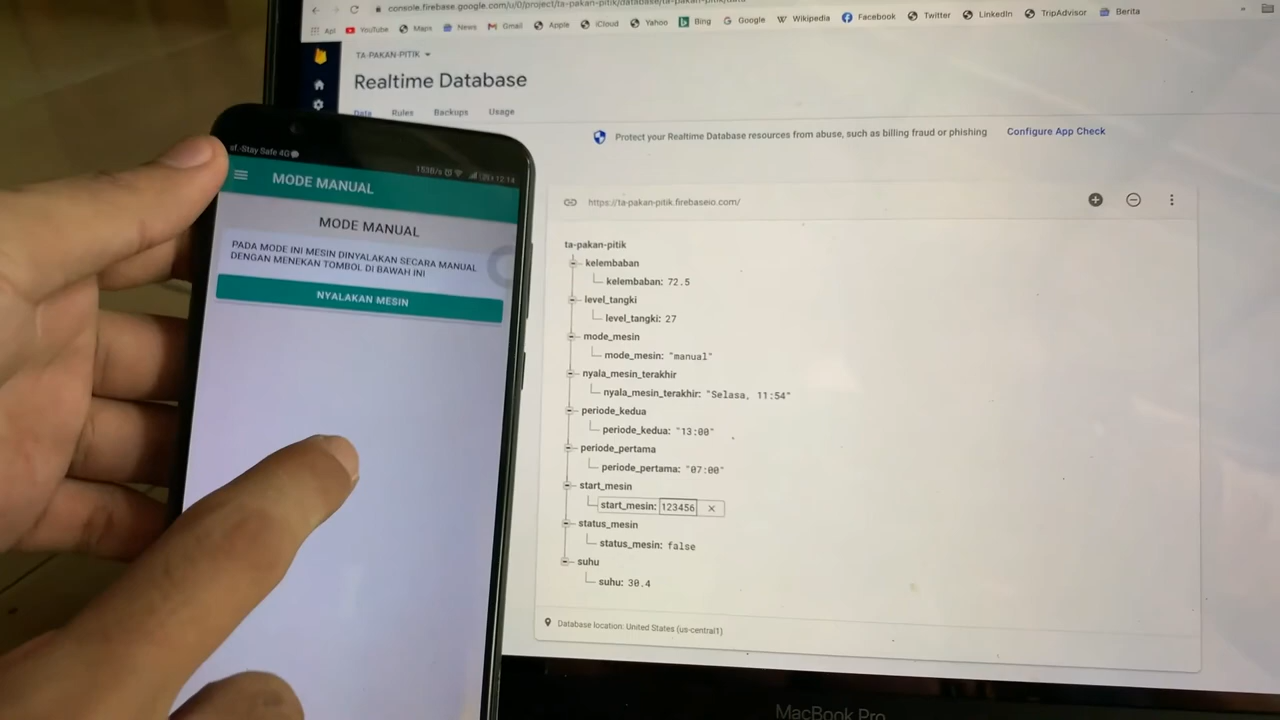 console.firebase.google.com/u/0/project/ta-pakan-pitik/database/ta-pakan-pitik/data
Api
YouTube
Maps
News
Gmail
Apple
iCloud
Yahoo
Bing
Google
Wikipedia
Facebook
Twitter
LinkedIn
TripAdvisor
Berita
TA-PAKAN-PITIK
Realtime Database
Data
Rules
Backups
Usage
Protect your Realtime Database resources from abuse, such as billing fraud or phishing
Configure App Check
https://ta-pakan-pitik.firebaseio.com/
ta-pakan-pitik
kelembaban
kelembaban: 72.5
level_tangki
level_tangki: 27
mode_mesin
mode_mesin: "manual"
nyala_mesin_terakhir
nyala_mesin_terakhir: "Selasa, 11:54"
periode_kedua
periode_kedua: "13:00"
periode_pertama
periode_pertama: "07:00"
start_mesin
start_mesin: 123456
status_mesin
status_mesin: false
suhu
suhu: 30.4
Database location: United States (us-central1)
MacBook Pro
sf.-Stay Safe 4G
12:14
MODE MANUAL
MODE MANUAL
PADA MODE INI MESIN DINYALAKAN SECARA MANUAL
DENGAN MENEKAN TOMBOL DI BAWAH INI
NYALAKAN MESIN